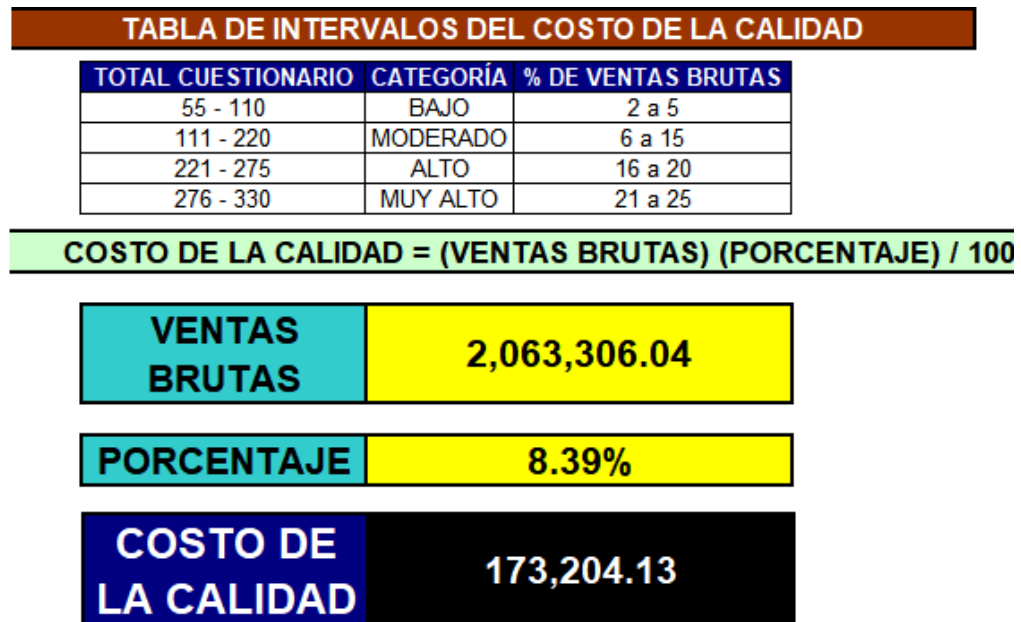 TABLA DE INTERVALOS DEL COSTO DE LA CALIDAD
TOTAL CUESTIONARIO CATEGORÍA % DE VENTAS BRUTAS
55 - 110 BAJO 2 a 5
111 - 220 MODERADO 6 a 15
221 - 275 ALTO 16 a 20
276 - 330 MUY ALTO 21 a 25
COSTO DE LA CALIDAD = (VENTAS BRUTAS) (PORCENTAJE) / 100
VENTAS
BRUTAS
2,063,306.04
PORCENTAJE 8.39%
COSTO DE
LA CALIDAD
173,204.13